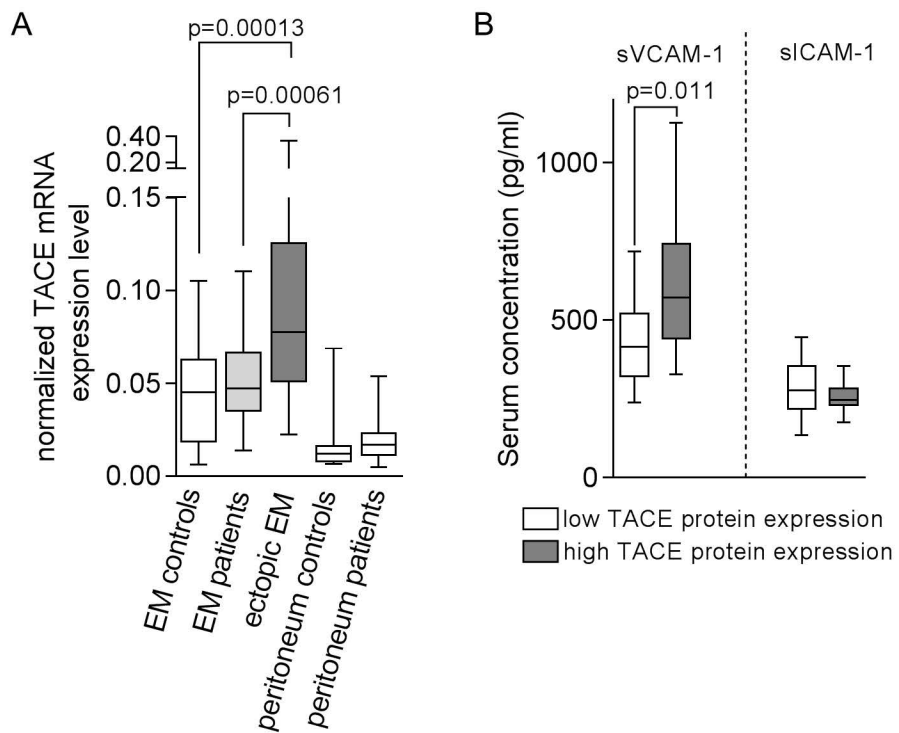 A
p=0.00013
p=0.00061
normalized TACE mRNA
expression level
0.40
0.20
0.15
0.10
0.05
0.00
EM controls
EM patients
ectopic EM
peritoneum controls
peritoneum patients
B
sVCAM-1
sICAM-1
p=0.011
Serum concentration (pg/ml)
1000
500
0
low TACE protein expression
high TACE protein expression